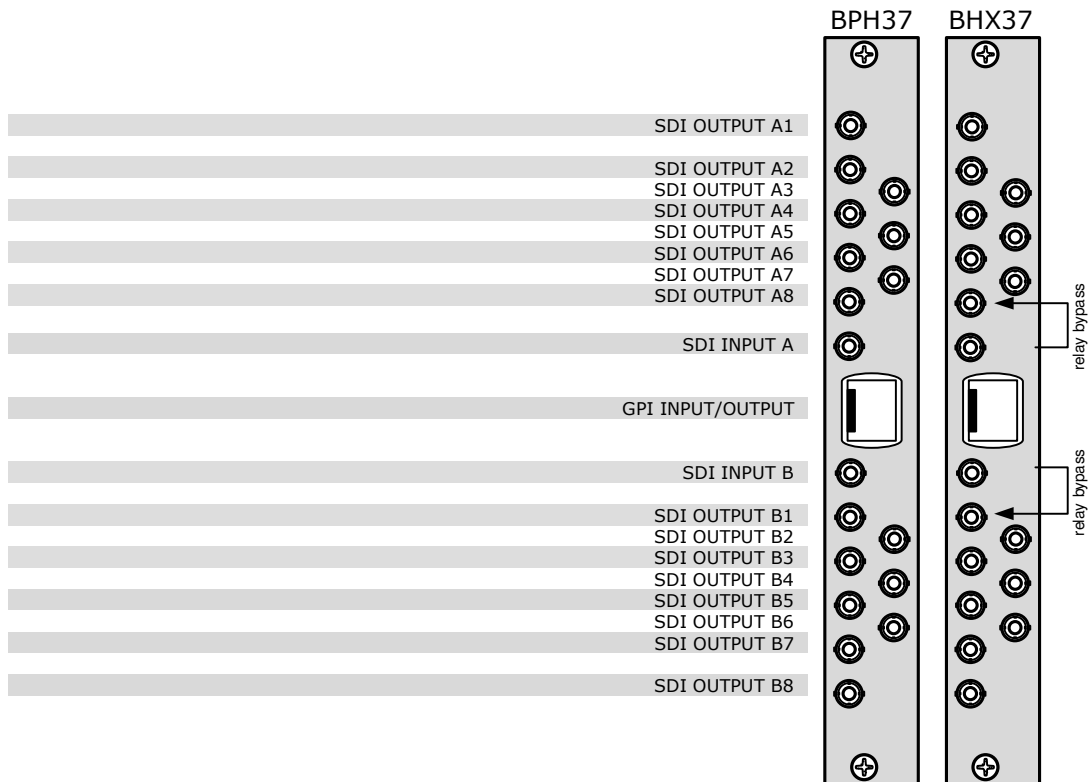 BPH37 BHX37
SDI OUTPUT A1
SDI OUTPUT A2
SDI OUTPUT A3
SDI OUTPUT A4
SDI OUTPUT A5
SDI OUTPUT A6
SDI OUTPUT A7
SDI OUTPUT A8
relay bypass
SDI INPUT A
GPI INPUT/OUTPUT
SDI INPUT B
relay bypass
SDI OUTPUT B1
SDI OUTPUT B2
SDI OUTPUT B3
SDI OUTPUT B4
SDI OUTPUT B5
SDI OUTPUT B6
SDI OUTPUT B7
SDI OUTPUT B8